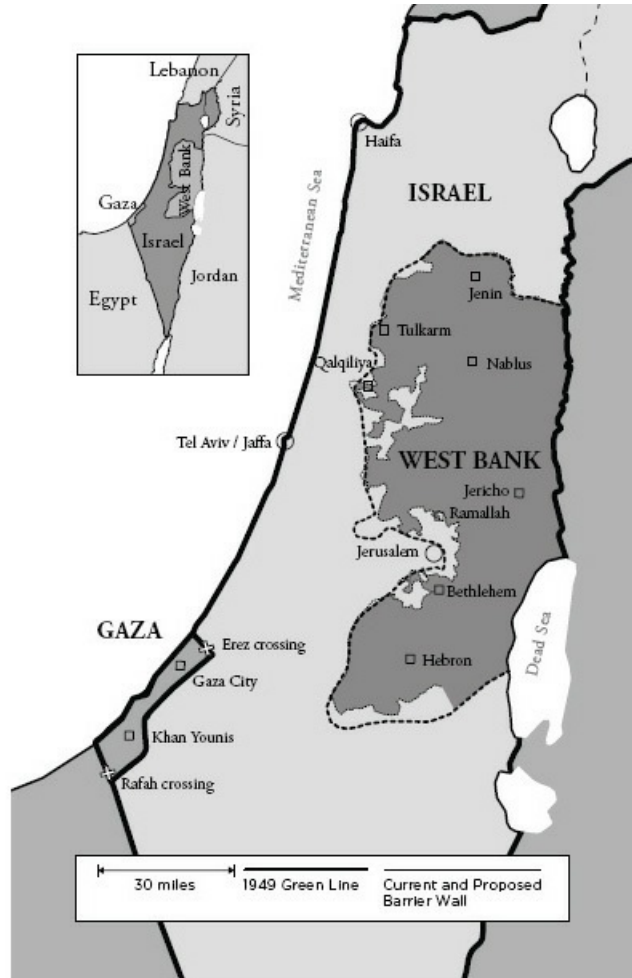 Lebanon
Syria
West Bank
Gaza
Israel
Jordan
Egypt
Haifa
ISRAEL
Mediterranean Sea
Jenin
Tulkarm
Nablus
Qalqiliya
Tel Aviv / Jaffa
WEST BANK
Jericho
Ramallah
Jerusalem
Bethlehem
GAZA
Erez crossing
Dead Sea
Hebron
Gaza City
Khan Younis
Rafah crossing
30 miles
1949 Green Line
Current and Proposed
Barrier Wall